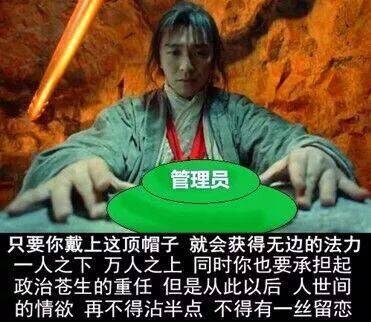 管理员
只要你戴上这顶帽子 就会获得无边的法力
一人之下 万人之上 同时你也要承担起
政治苍生的重任 但是从此以后 人世间
的情欲 再不得沾半点 不得有一丝留恋